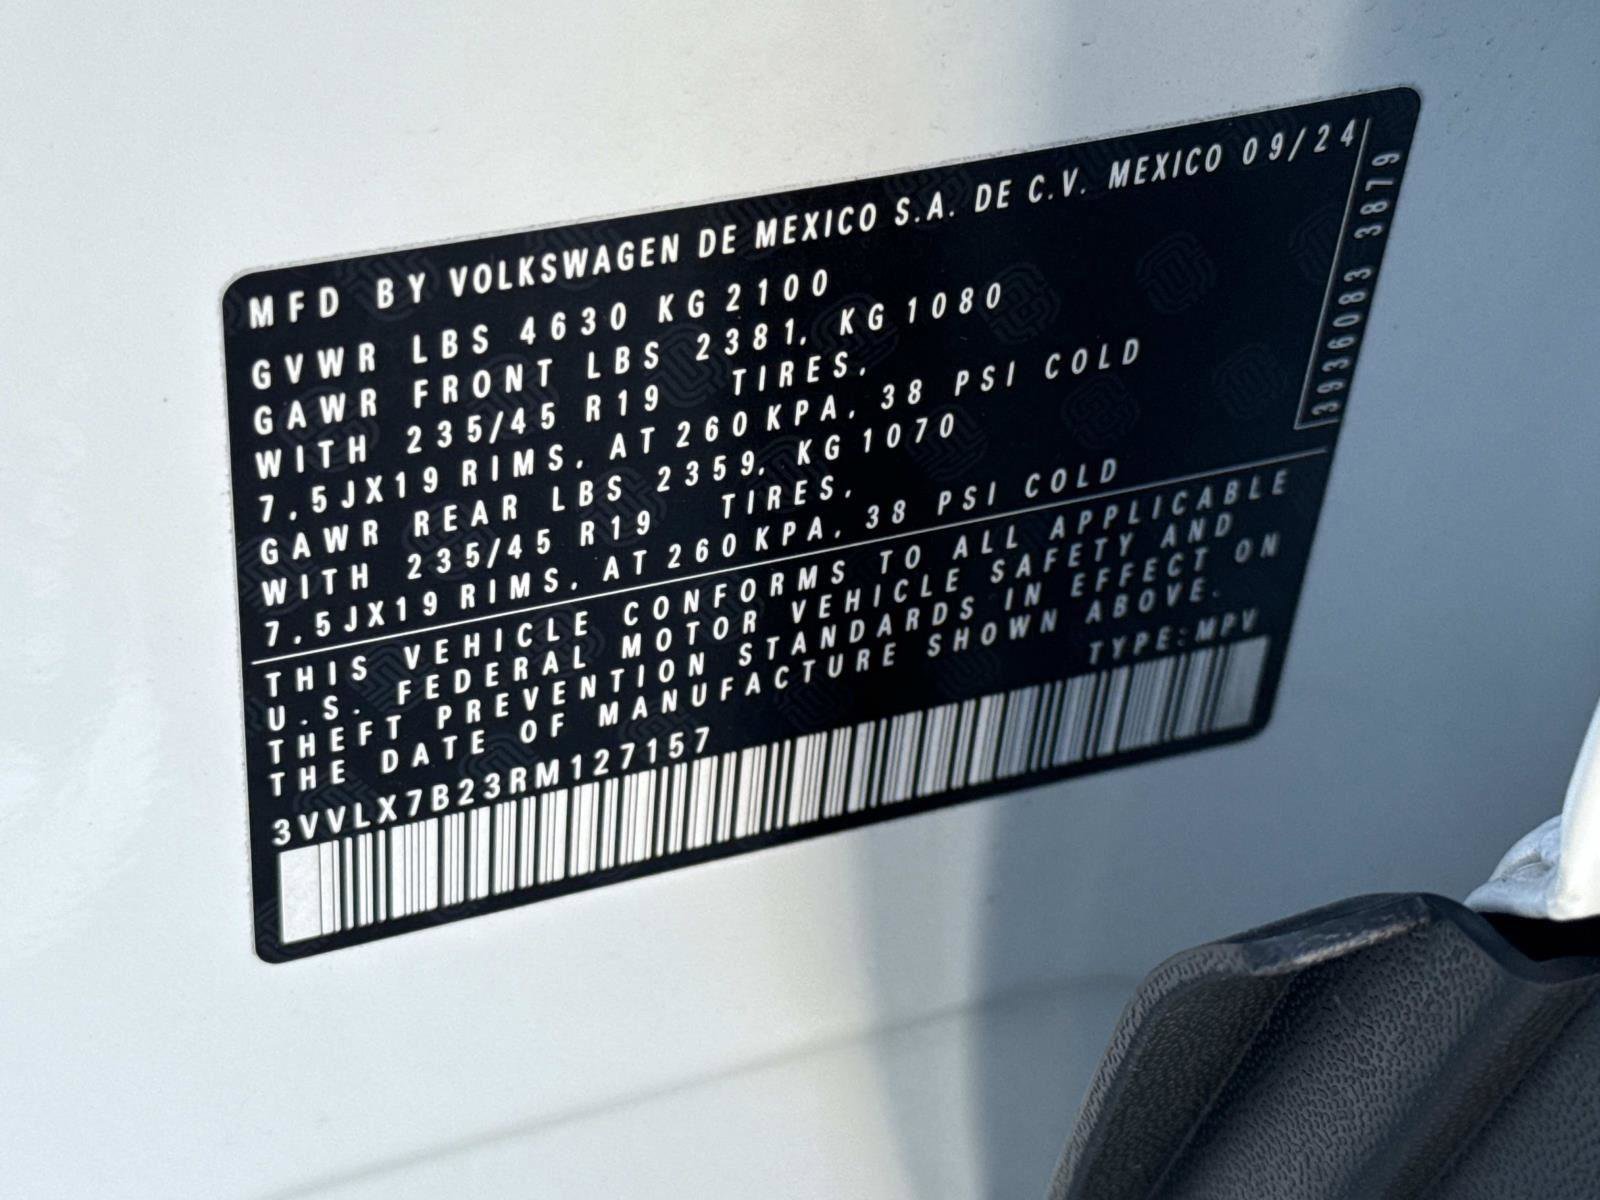 MFD BY VOLKSWAGEN DE MEXICO S.A. DE C.V. MEXICO 09/24
GVWR LBS 4630 KG 2100
GAWR FRONT LBS 2381, KG 1080
WITH 235/45 R19 TIRES,
7.5JX19 RIMS, AT 260KPA, 38 PSI COLD
GAWR REAR LBS 2359, KG 1070
WITH 235/45 R19 TIRES,
7.5JX19 RIMS, AT 260KPA, 38 PSI COLD
THIS VEHICLE CONFORMS TO ALL APPLICABLE
U.S. FEDERAL MOTOR VEHICLE SAFETY AND
THEFT PREVENTION STANDARDS IN EFFECT ON
THE DATE OF MANUFACTURE SHOWN ABOVE.
3VVLX7B23RM127157 TYPE:MPV
3936083 3879